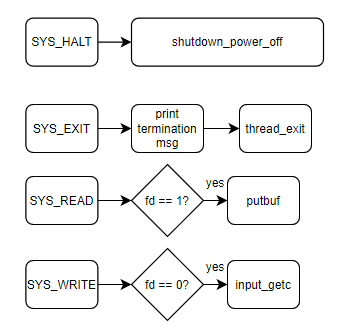 SYS_HALT
shutdown_power_off
SYS_EXIT
print
termination
msg
thread_exit
SYS_READ
fd == 1?
yes
putbuf
SYS_WRITE
fd == 0?
yes
input_getc